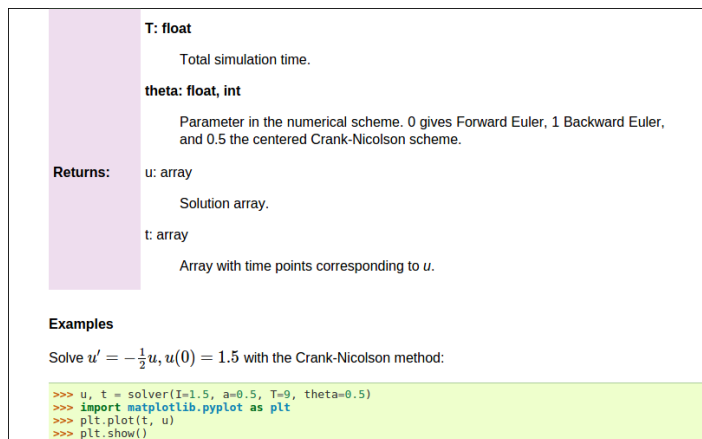 T: float
Total simulation time.
theta: float, int
Parameter in the numerical scheme. 0 gives Forward Euler, 1 Backward Euler,
and 0.5 the centered Crank-Nicolson scheme.
Returns: u: array
Solution array.
t: array
Array with time points corresponding to u.
Examples
Solve u′ = −½u, u(0) = 1.5 with the Crank-Nicolson method:
>>> u, t = solver(I=1.5, a=0.5, T=9, theta=0.5)
>>> import matplotlib.pyplot as plt
>>> plt.plot(t, u)
>>> plt.show()